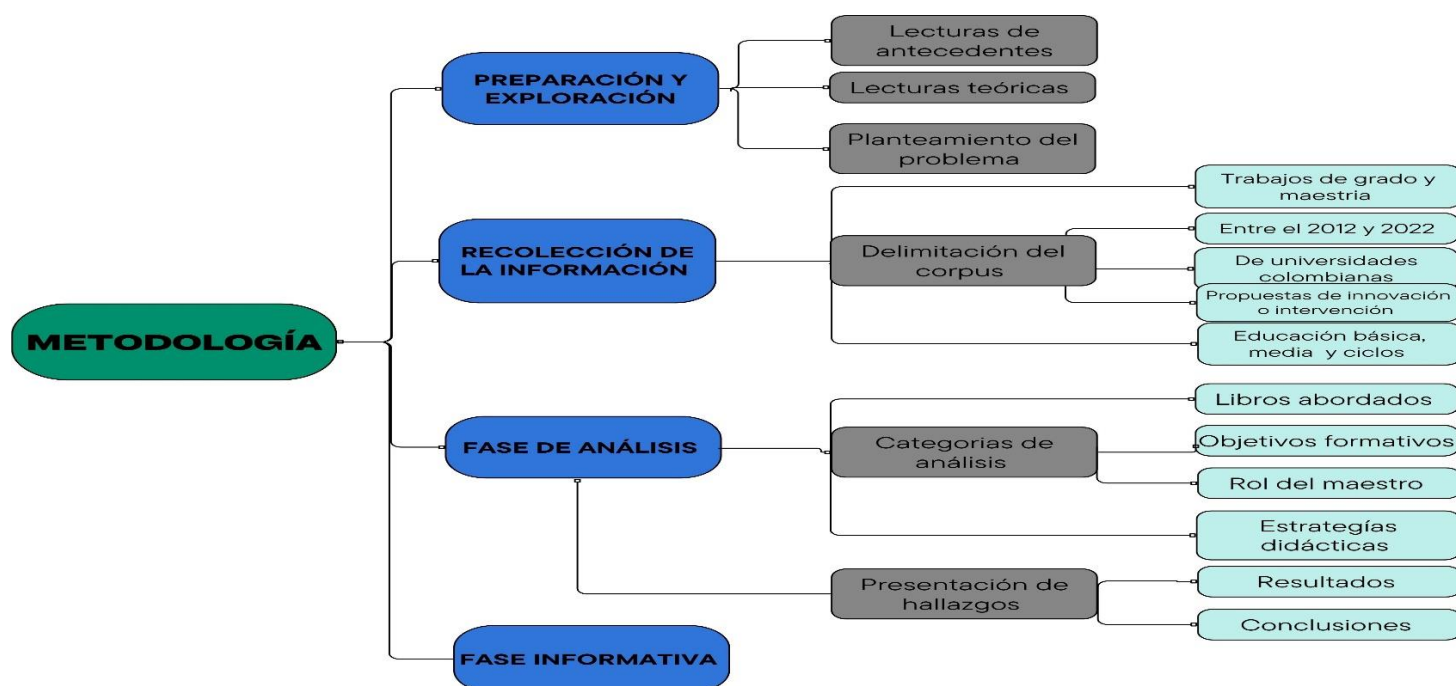 METODOLOGÍA
PREPARACIÓN Y
EXPLORACIÓN
Lecturas de
antecedentes
Lecturas teóricas
Planteamiento del
problema
RECOLECCIÓN DE
LA INFORMACIÓN
Delimitación del
corpus
Trabajos de grado y
maestria
Entre el 2012 y 2022
De universidades
colombianas
Propuestas de innovación
o intervención
Educación básica,
media y ciclos
FASE DE ANÁLISIS
Categorias de
análisis
Libros abordados
Objetivos formativos
Rol del maestro
Estrategías
didácticas
Presentación de
hallazgos
Resultados
Conclusiones
FASE INFORMATIVA